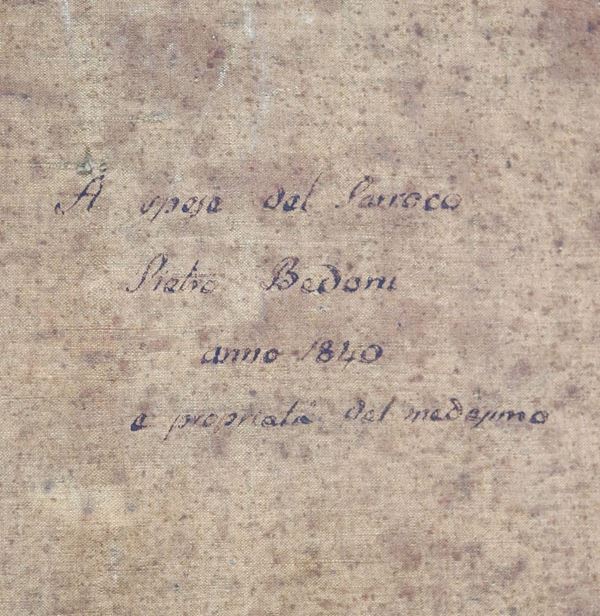 A spese del Parroco
Pietro Bedoni
anno 1840
e proprietà del medesimo